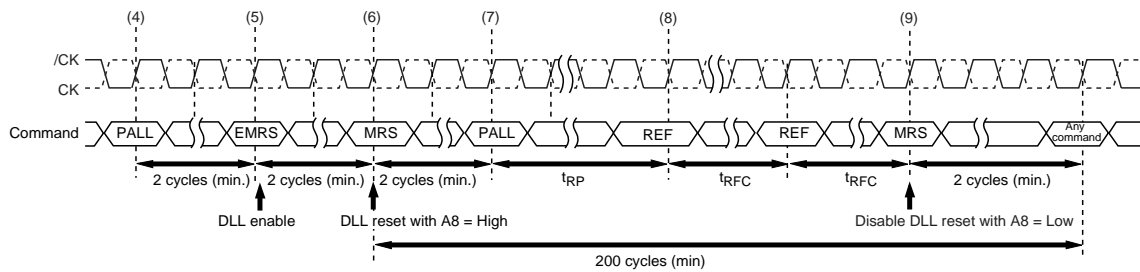 (4) (5) (6) (7) (8) (9)
/CK
CK
Command PALL EMRS MRS PALL REF REF MRS Any command
2 cycles (min.) 2 cycles (min.) 2 cycles (min.) tRP tRFC tRFC 2 cycles (min.)
DLL enable DLL reset with A8 = High Disable DLL reset with A8 = Low
200 cycles (min)